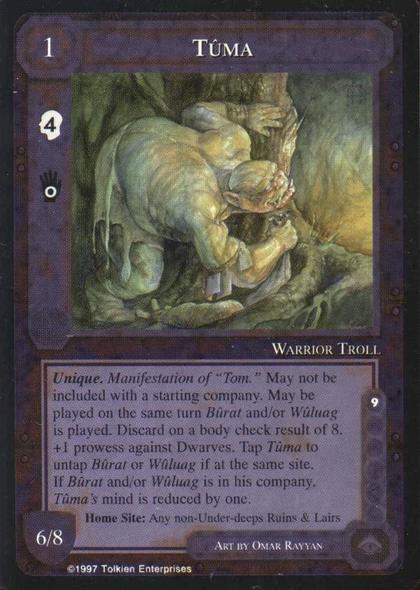 1
TÛMA
4
0
WARRIOR TROLL
Unique. Manifestation of “Tom.” May not be
included with a starting company. May be
played on the same turn Bûrat and/or Wûluag
is played. Discard on a body check result of 8.
+1 prowess against Dwarves. Tap Tûma to
untap Bûrat or Wûluag if at the same site.
If Bûrat and/or Wûluag is in his company,
Tûma's mind is reduced by one.
9
Home Site: Any non-Under-deeps Ruins & Lairs
6/8
ART BY OMAR RAYYAN
©1997 Tolkien Enterprises